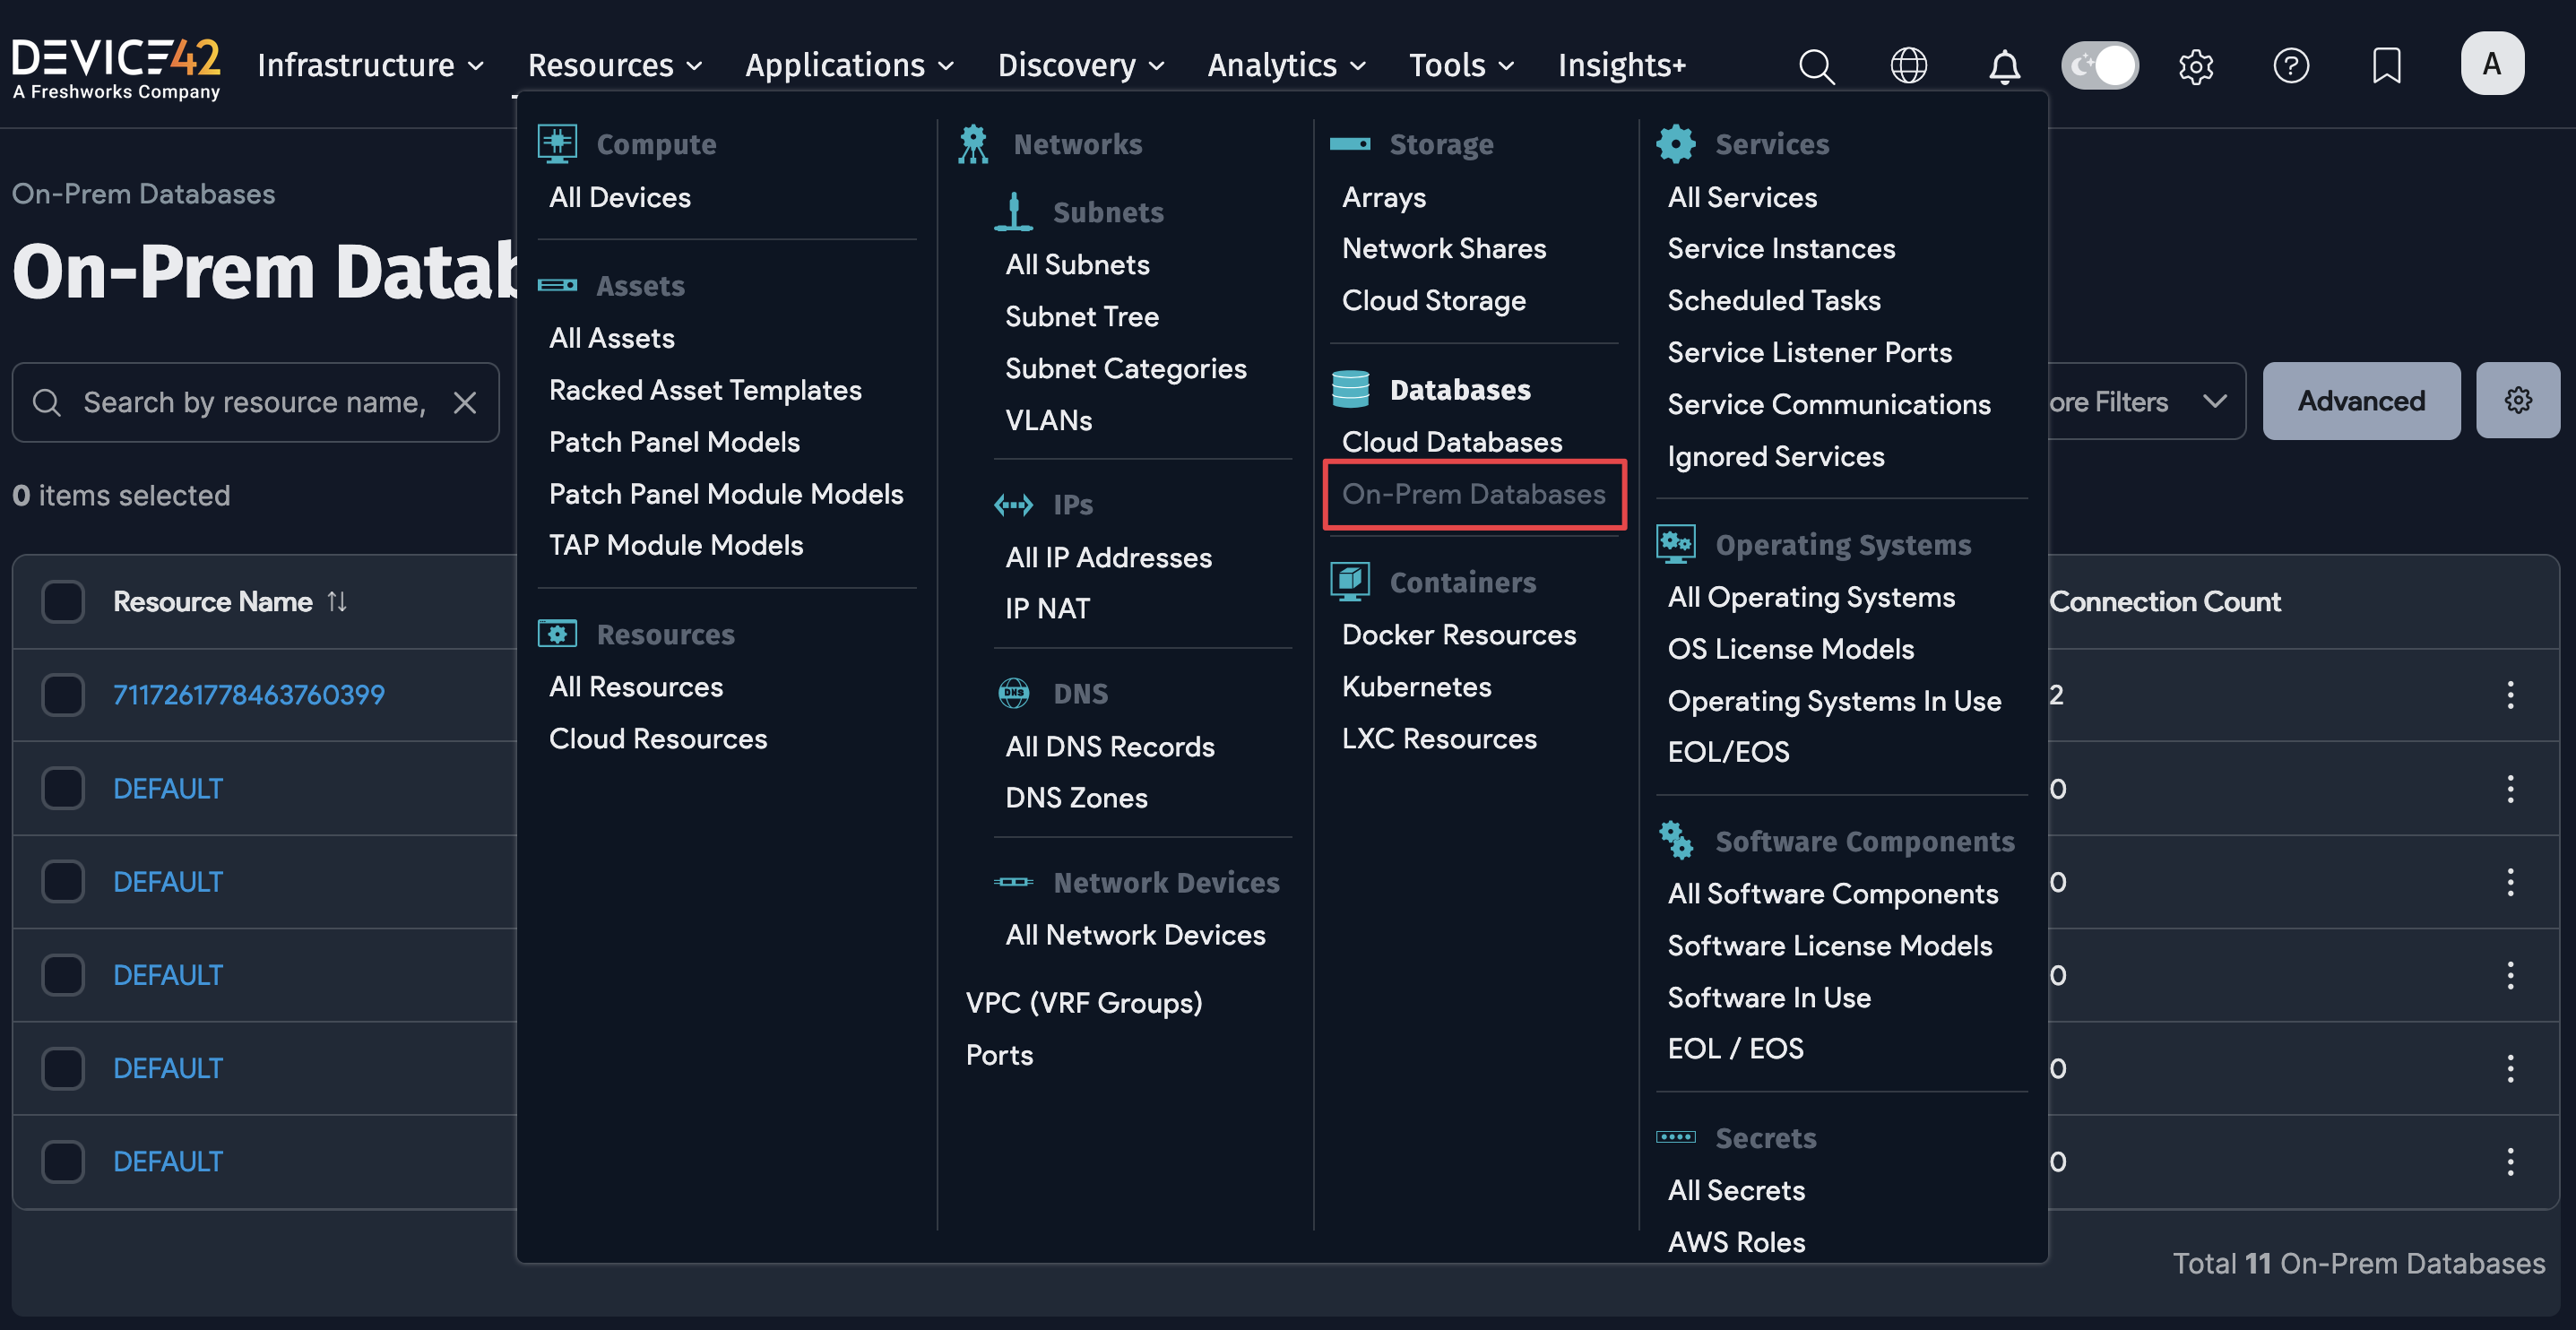 DEVICE42
A Freshworks Company
Infrastructure
Resources
Applications
Discovery
Analytics
Tools
Insights+
A
On-Prem Databases
On-Prem Datab
Search by resource name,
ore Filters
Advanced
0 items selected
Resource Name
Connection Count
7117261778463760399
2
DEFAULT
0
DEFAULT
0
DEFAULT
0
DEFAULT
0
DEFAULT
0
Total 11 On-Prem Databases
Compute
All Devices
Assets
All Assets
Racked Asset Templates
Patch Panel Models
Patch Panel Module Models
TAP Module Models
Resources
All Resources
Cloud Resources
Networks
Subnets
All Subnets
Subnet Tree
Subnet Categories
VLANs
IPs
All IP Addresses
IP NAT
DNS
DNS
All DNS Records
DNS Zones
Network Devices
All Network Devices
VPC (VRF Groups)
Ports
Storage
Arrays
Network Shares
Cloud Storage
Databases
Cloud Databases
On-Prem Databases
Containers
Docker Resources
Kubernetes
LXC Resources
Services
All Services
Service Instances
Scheduled Tasks
Service Listener Ports
Service Communications
Ignored Services
Operating Systems
All Operating Systems
OS License Models
Operating Systems In Use
EOL/EOS
Software Components
All Software Components
Software License Models
Software In Use
EOL / EOS
Secrets
All Secrets
AWS Roles